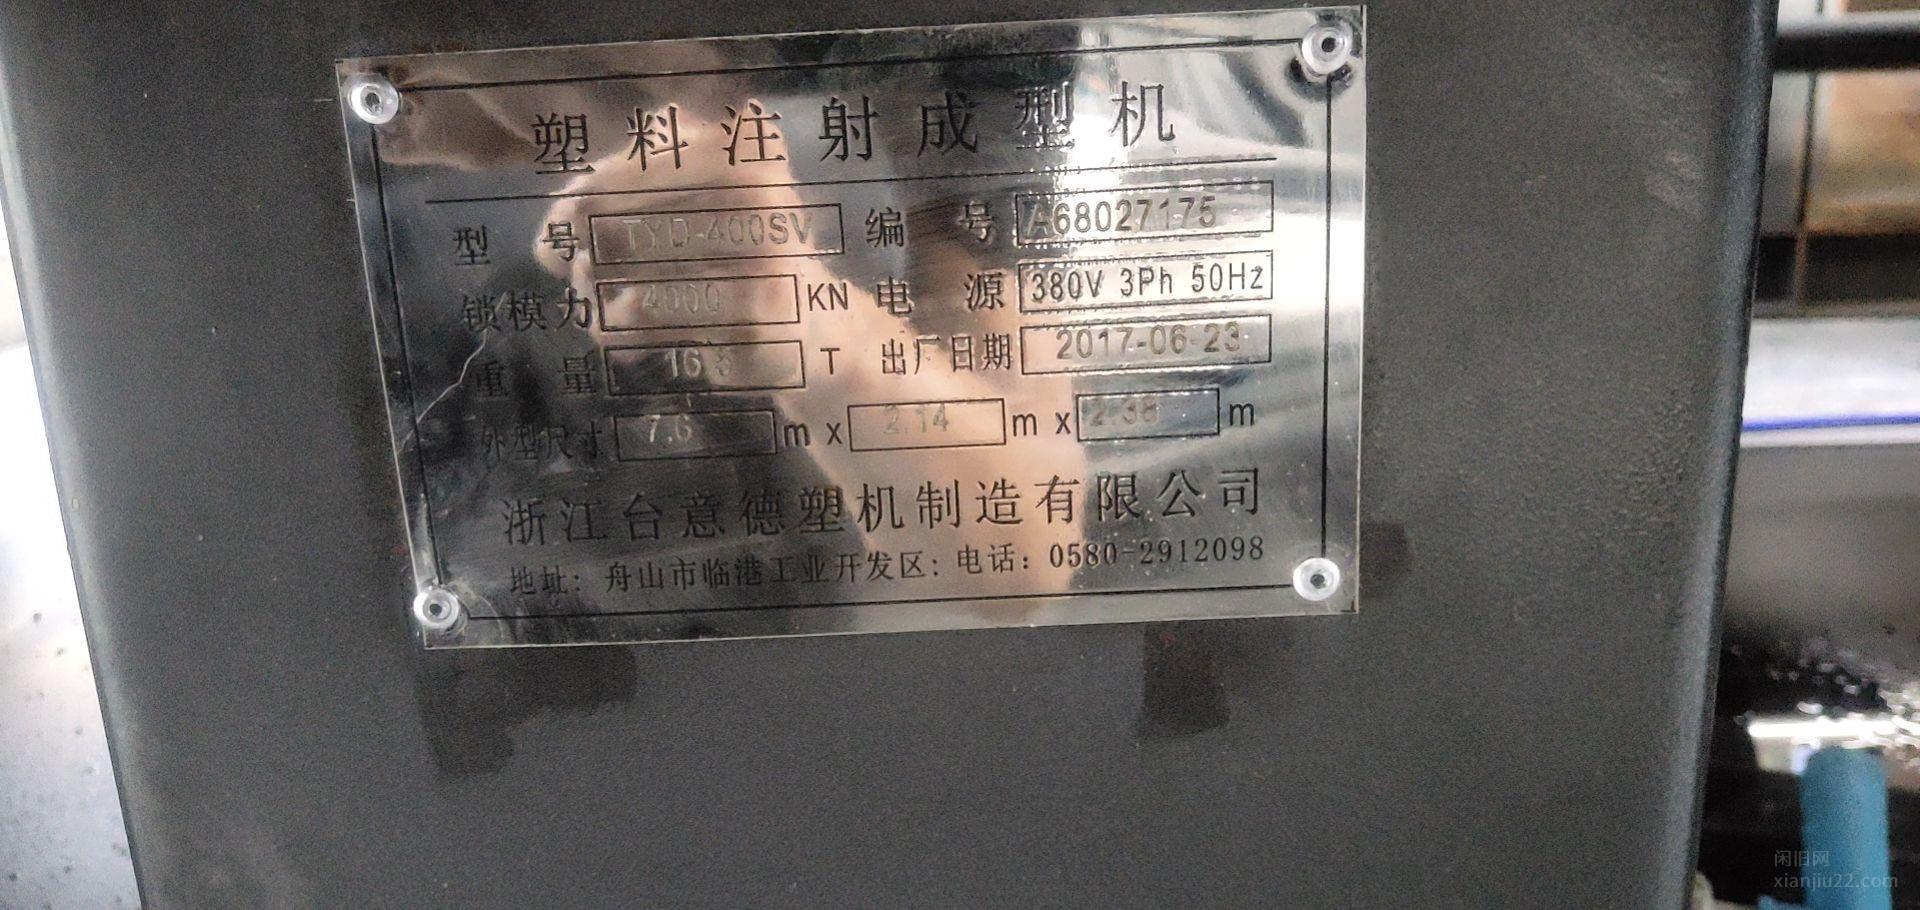 塑料注射成型机
型号 TYD-400SV 编号 A68027175
锁模力 4000 KN 电源 380V 3Ph 50Hz
重量 16.5 T 出厂日期 2017-06-23
外型尺寸 7.6 m x 2.14 m x 2.38 m
浙江台意德塑机制造有限公司
地址: 舟山市临港工业开发区; 电话: 0580-2912098
闲旧网
xianjiu22.com